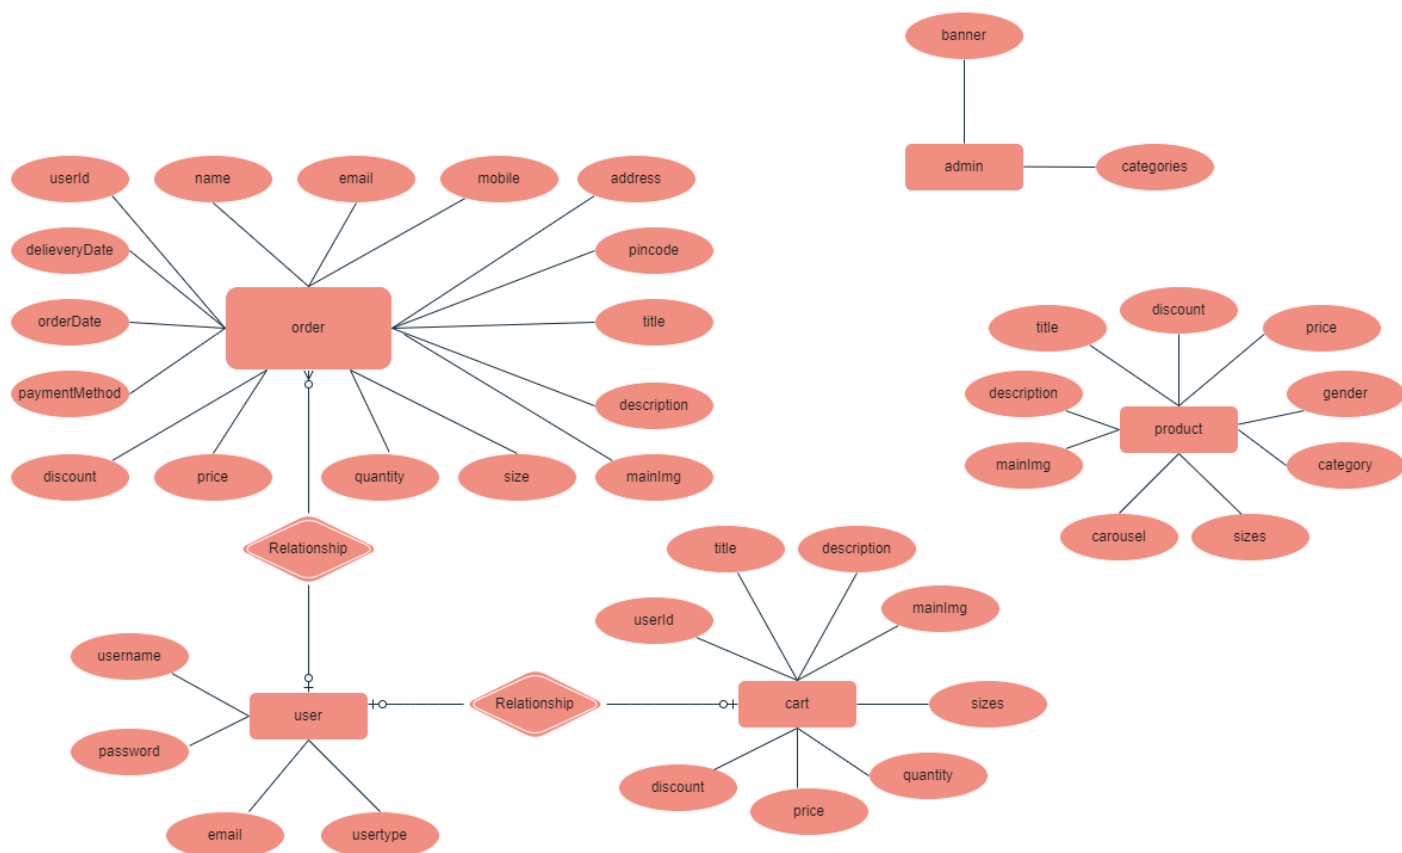 banner
admin
categories
userId
name
email
mobile
address
delieveryDate
pincode
orderDate
order
title
paymentMethod
description
discount
price
quantity
size
mainImg
Relationship
discount
title
price
description
gender
product
mainImg
category
carousel
sizes
title
description
userId
mainImg
username
Relationship
cart
sizes
user
password
discount
quantity
price
email
usertype